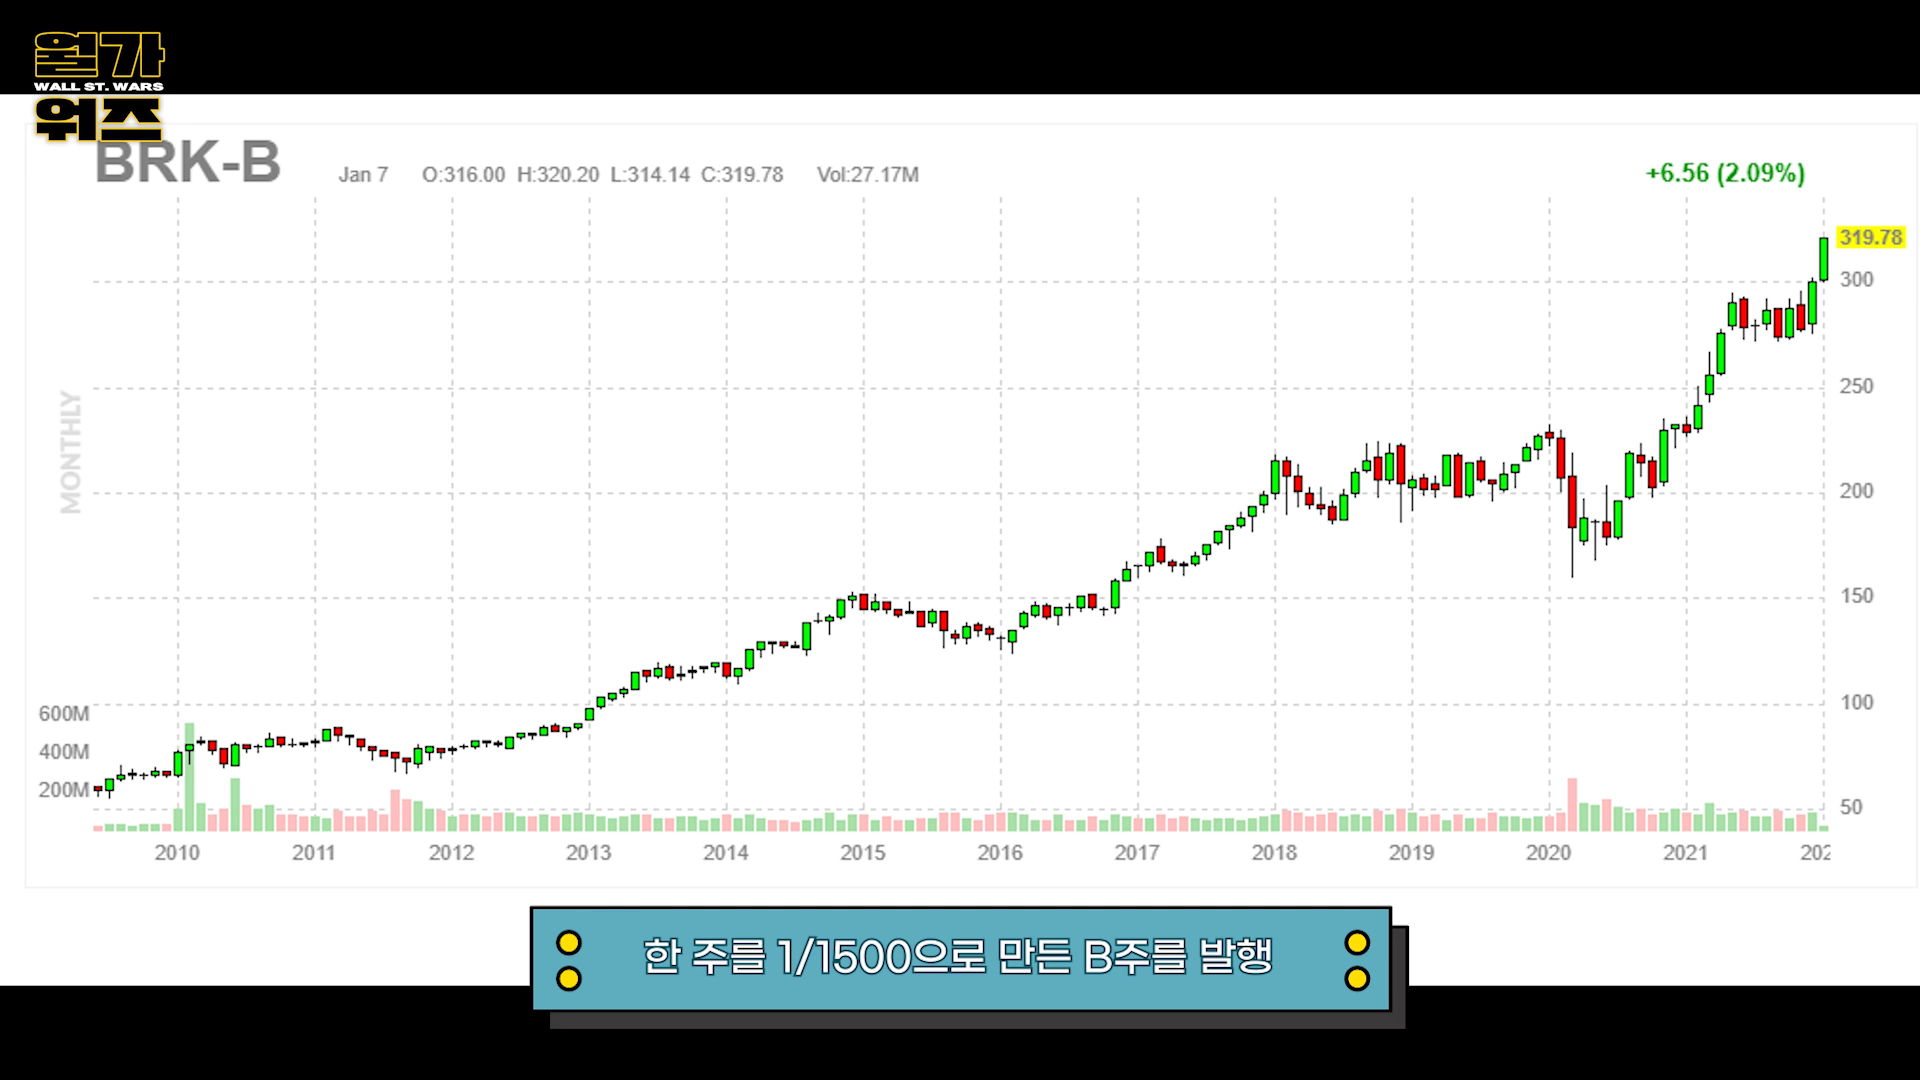 월가
WALL ST. WARS
워즈
BRK-B
Jan 7 O:316.00 H:320.20 L:314.14 C:319.78 Vol:27.17M
+6.56 (2.09%)
319.78
300
250
200
150
100
50
MONTHLY
600M
400M
200M
2010 2011 2012 2013 2014 2015 2016 2017 2018 2019 2020 2021 202
한 주를 1/1500으로 만든 B주를 발행